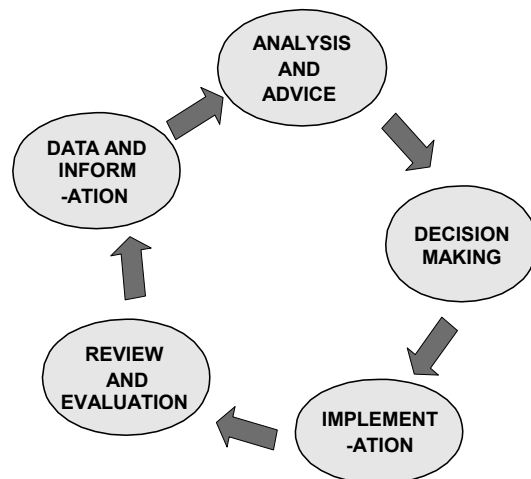 ANALYSIS
AND
ADVICE
DECISION
MAKING
IMPLEMENT
-ATION
REVIEW
AND
EVALUATION
DATA AND
INFORM
-ATION